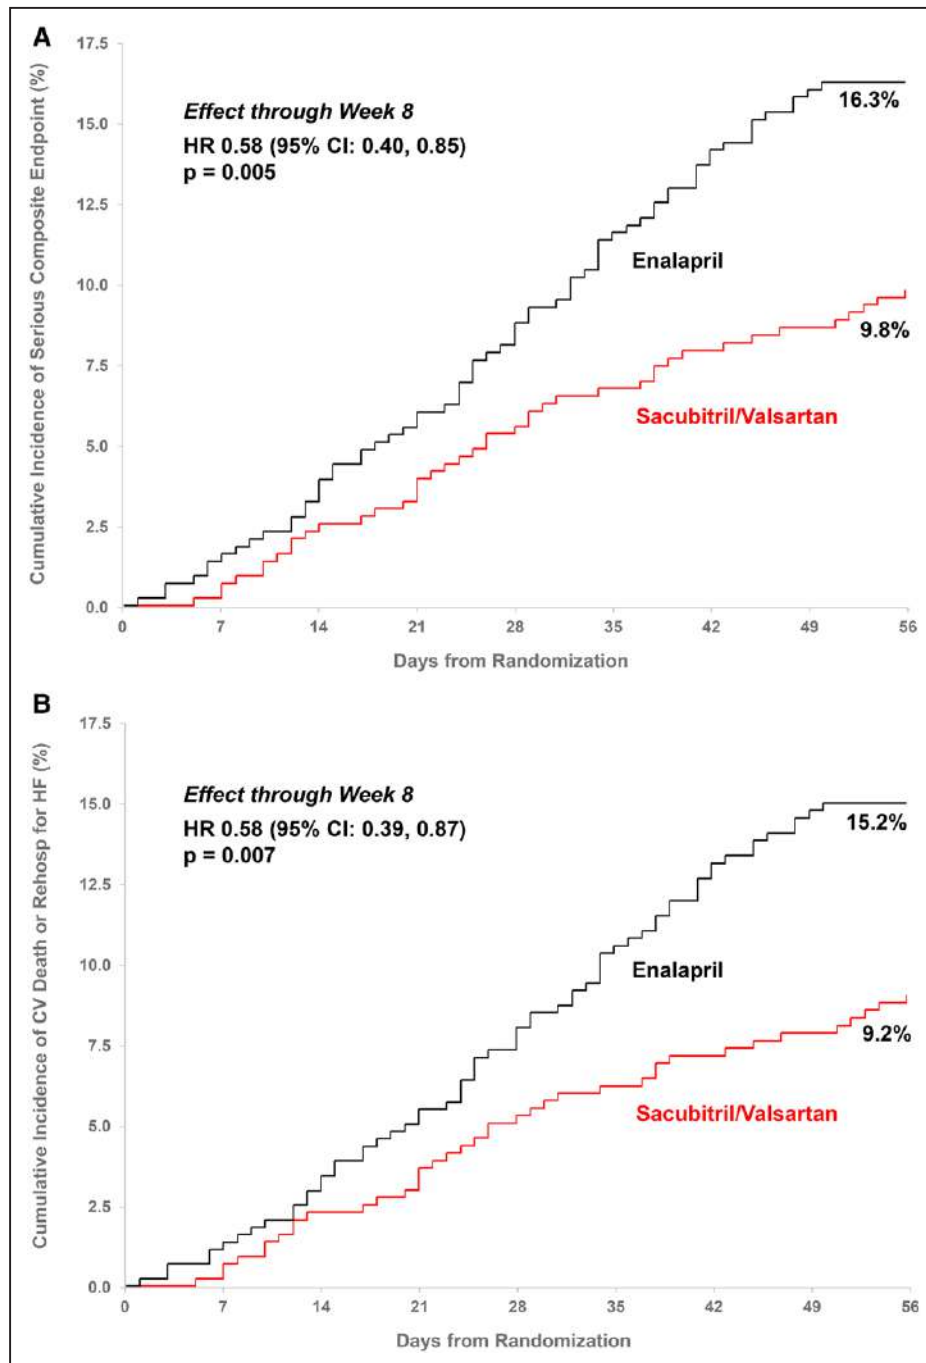 A
Cumulative Incidence of Serious Composite Endpoint (%)
17.5
15.0
12.5
10.0
7.5
5.0
2.5
0.0
Effect through Week 8
HR 0.58 (95% CI: 0.40, 0.85)
p = 0.005
16.3%
Enalapril
9.8%
Sacubitril/Valsartan
0 7 14 21 28 35 42 49 56
Days from Randomization
B
Cumulative Incidence of CV Death or Rehosp for HF (%)
17.5
15.0
12.5
10.0
7.5
5.0
2.5
0.0
Effect through Week 8
HR 0.58 (95% CI: 0.39, 0.87)
p = 0.007
15.2%
Enalapril
9.2%
Sacubitril/Valsartan
0 7 14 21 28 35 42 49 56
Days from Randomization